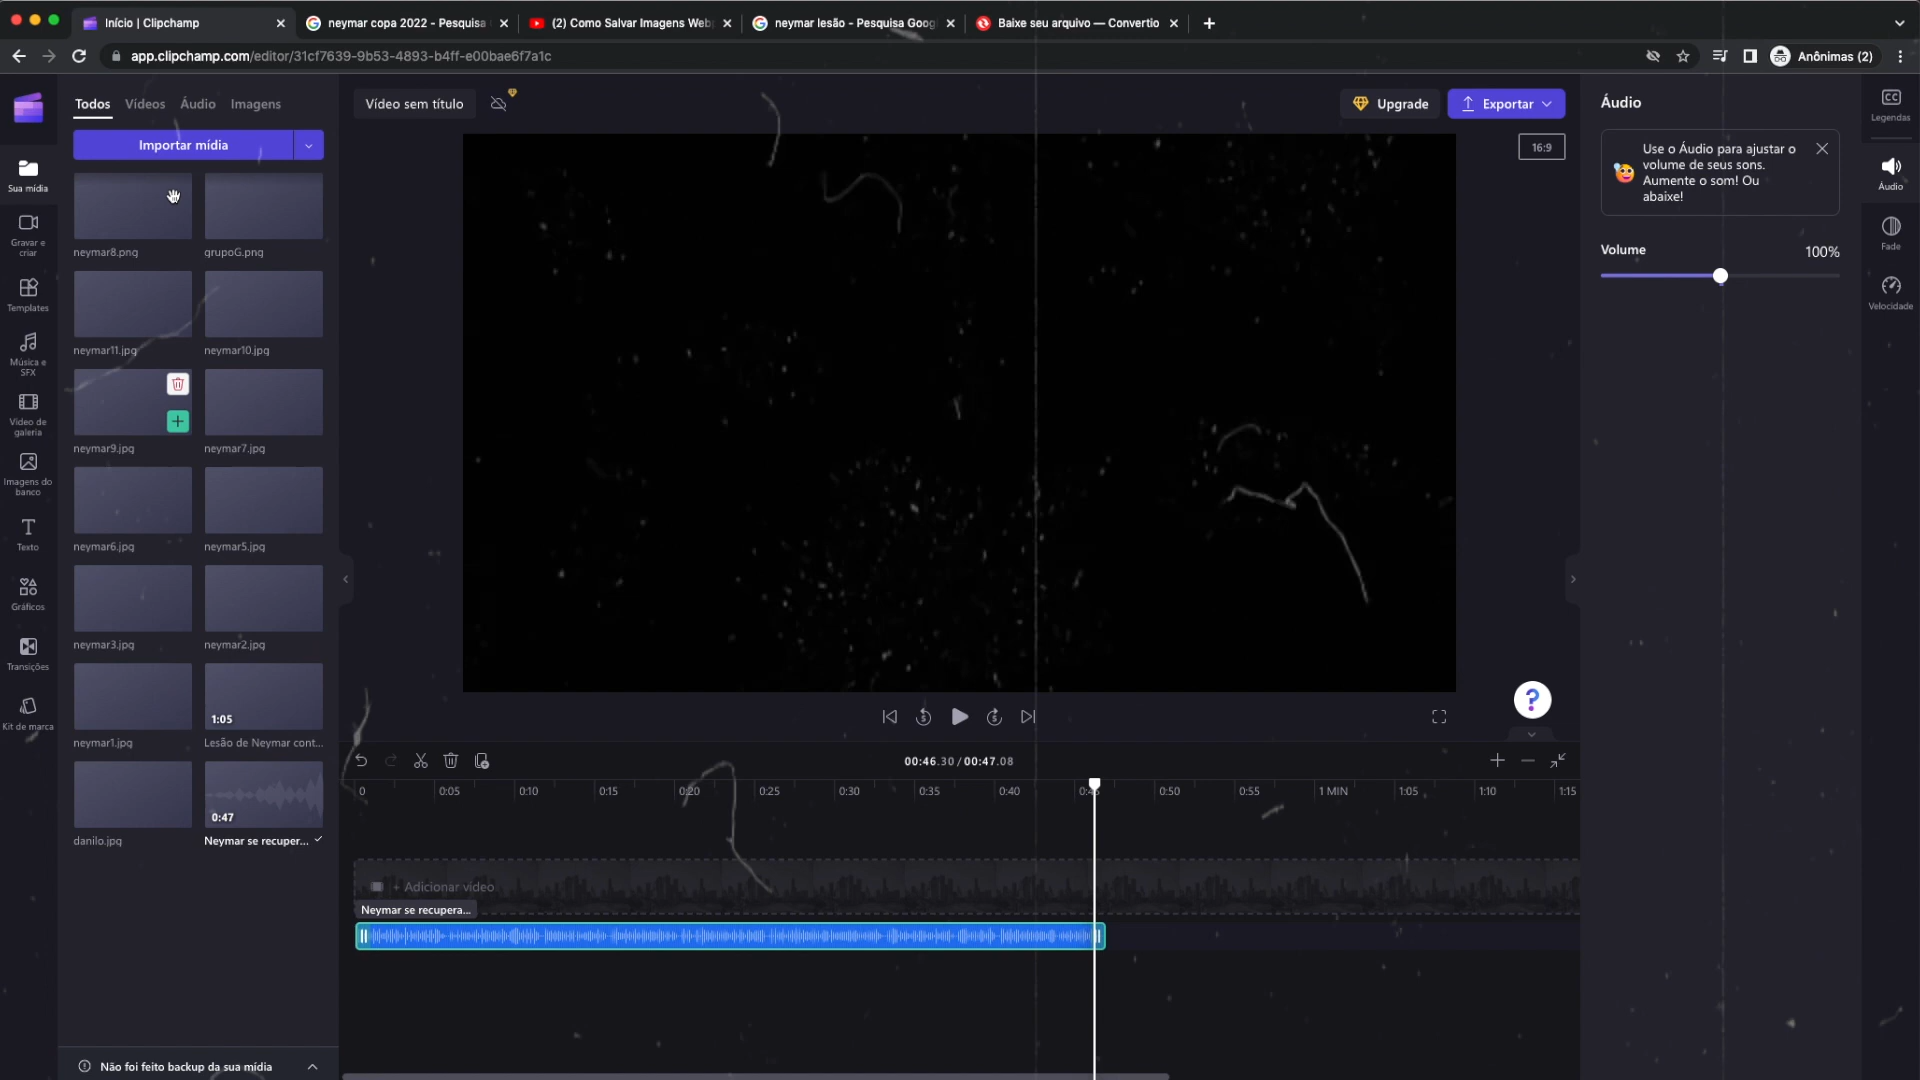 Início | Clipchamp
neymar copa 2022 - Pesquisa
(2) Como Salvar Imagens Web
neymar lesão - Pesquisa Goog
Baixe seu arquivo — Convertio
app.clipchamp.com/editor/31cf7639-9b53-4893-b4ff-e00bae6f7a1c
Anônimas (2)
Todos
Vídeos
Áudio
Imagens
Importar mídia
Sua mídia
Gravar e
criar
Templates
Música e
SFX
Vídeo de
galeria
Imagens do
banco
Texto
Gráficos
Transições
Kit de marca
neymar8.png
grupoG.png
neymar11.jpg
neymar10.jpg
neymar9.jpg
neymar7.jpg
neymar6.jpg
neymar5.jpg
neymar3.jpg
neymar2.jpg
neymar1.jpg
1:05
Lesão de Neymar cont...
danilo.jpg
0:47
Neymar se recuper...
Não foi feito backup da sua mídia
Vídeo sem título
Upgrade
Exportar
16:9
?
00:46.30 / 00:47.08
0
0:05
0:10
0:15
0:20
0:25
0:30
0:35
0:40
0:50
0:55
1 MIN
1:05
1:10
1:15
+ Adicionar vídeo
Neymar se recupera...
Áudio
Use o Áudio para ajustar o
volume de seus sons.
Aumente o som! Ou
abaixe!
Volume
100%
CC
Legendas
Áudio
Fade
Velocidade